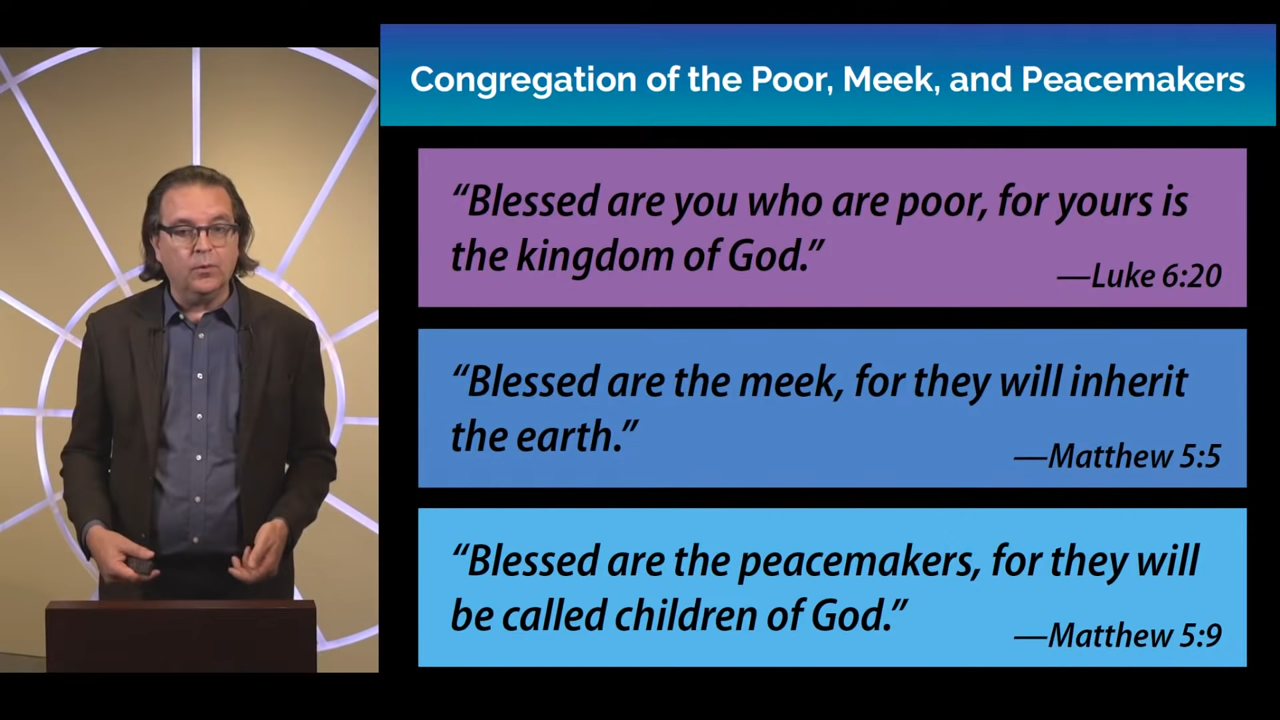 Congregation of the Poor, Meek, and Peacemakers
“Blessed are you who are poor, for yours is
the kingdom of God.”
—Luke 6:20
“Blessed are the meek, for they will inherit
the earth.”
—Matthew 5:5
“Blessed are the peacemakers, for they will
be called children of God.”
—Matthew 5:9